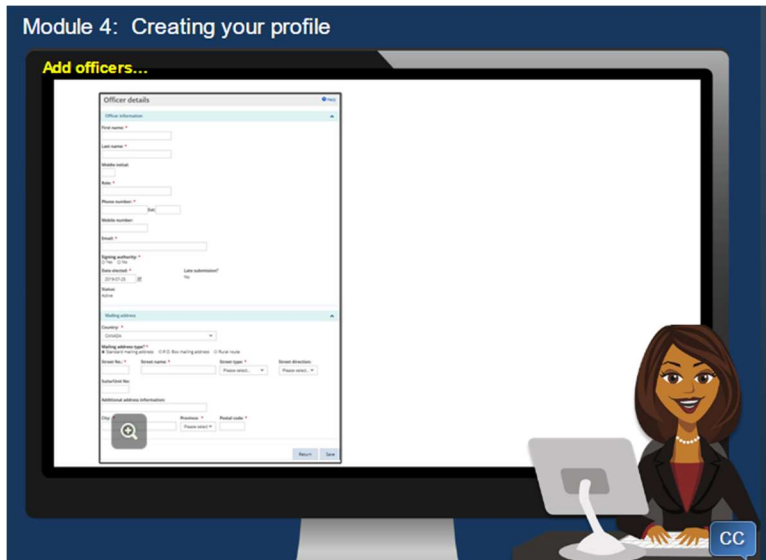 Module 4: Creating your profile
Add officers...
Officer details
Help
Officer information
First name: *
Last name: *
Middle initial:
Role: *
Phone number: *
Ext:
Mobile number:
Email: *
Signing authority: *
Yes No
Date elected: * Late submission?
2019-07-25 No
Status:
Active
Mailing address
Country: *
Canada
Mailing address type? *
Standard mailing address P.O. Box mailing address Rural route
Street No.: * Street name: * Street type: * Street direction:
Please select... Please select...
Suite/Unit No:
Additional address information:
City: * Province: * Postal code: *
Please select
Return Save
CC